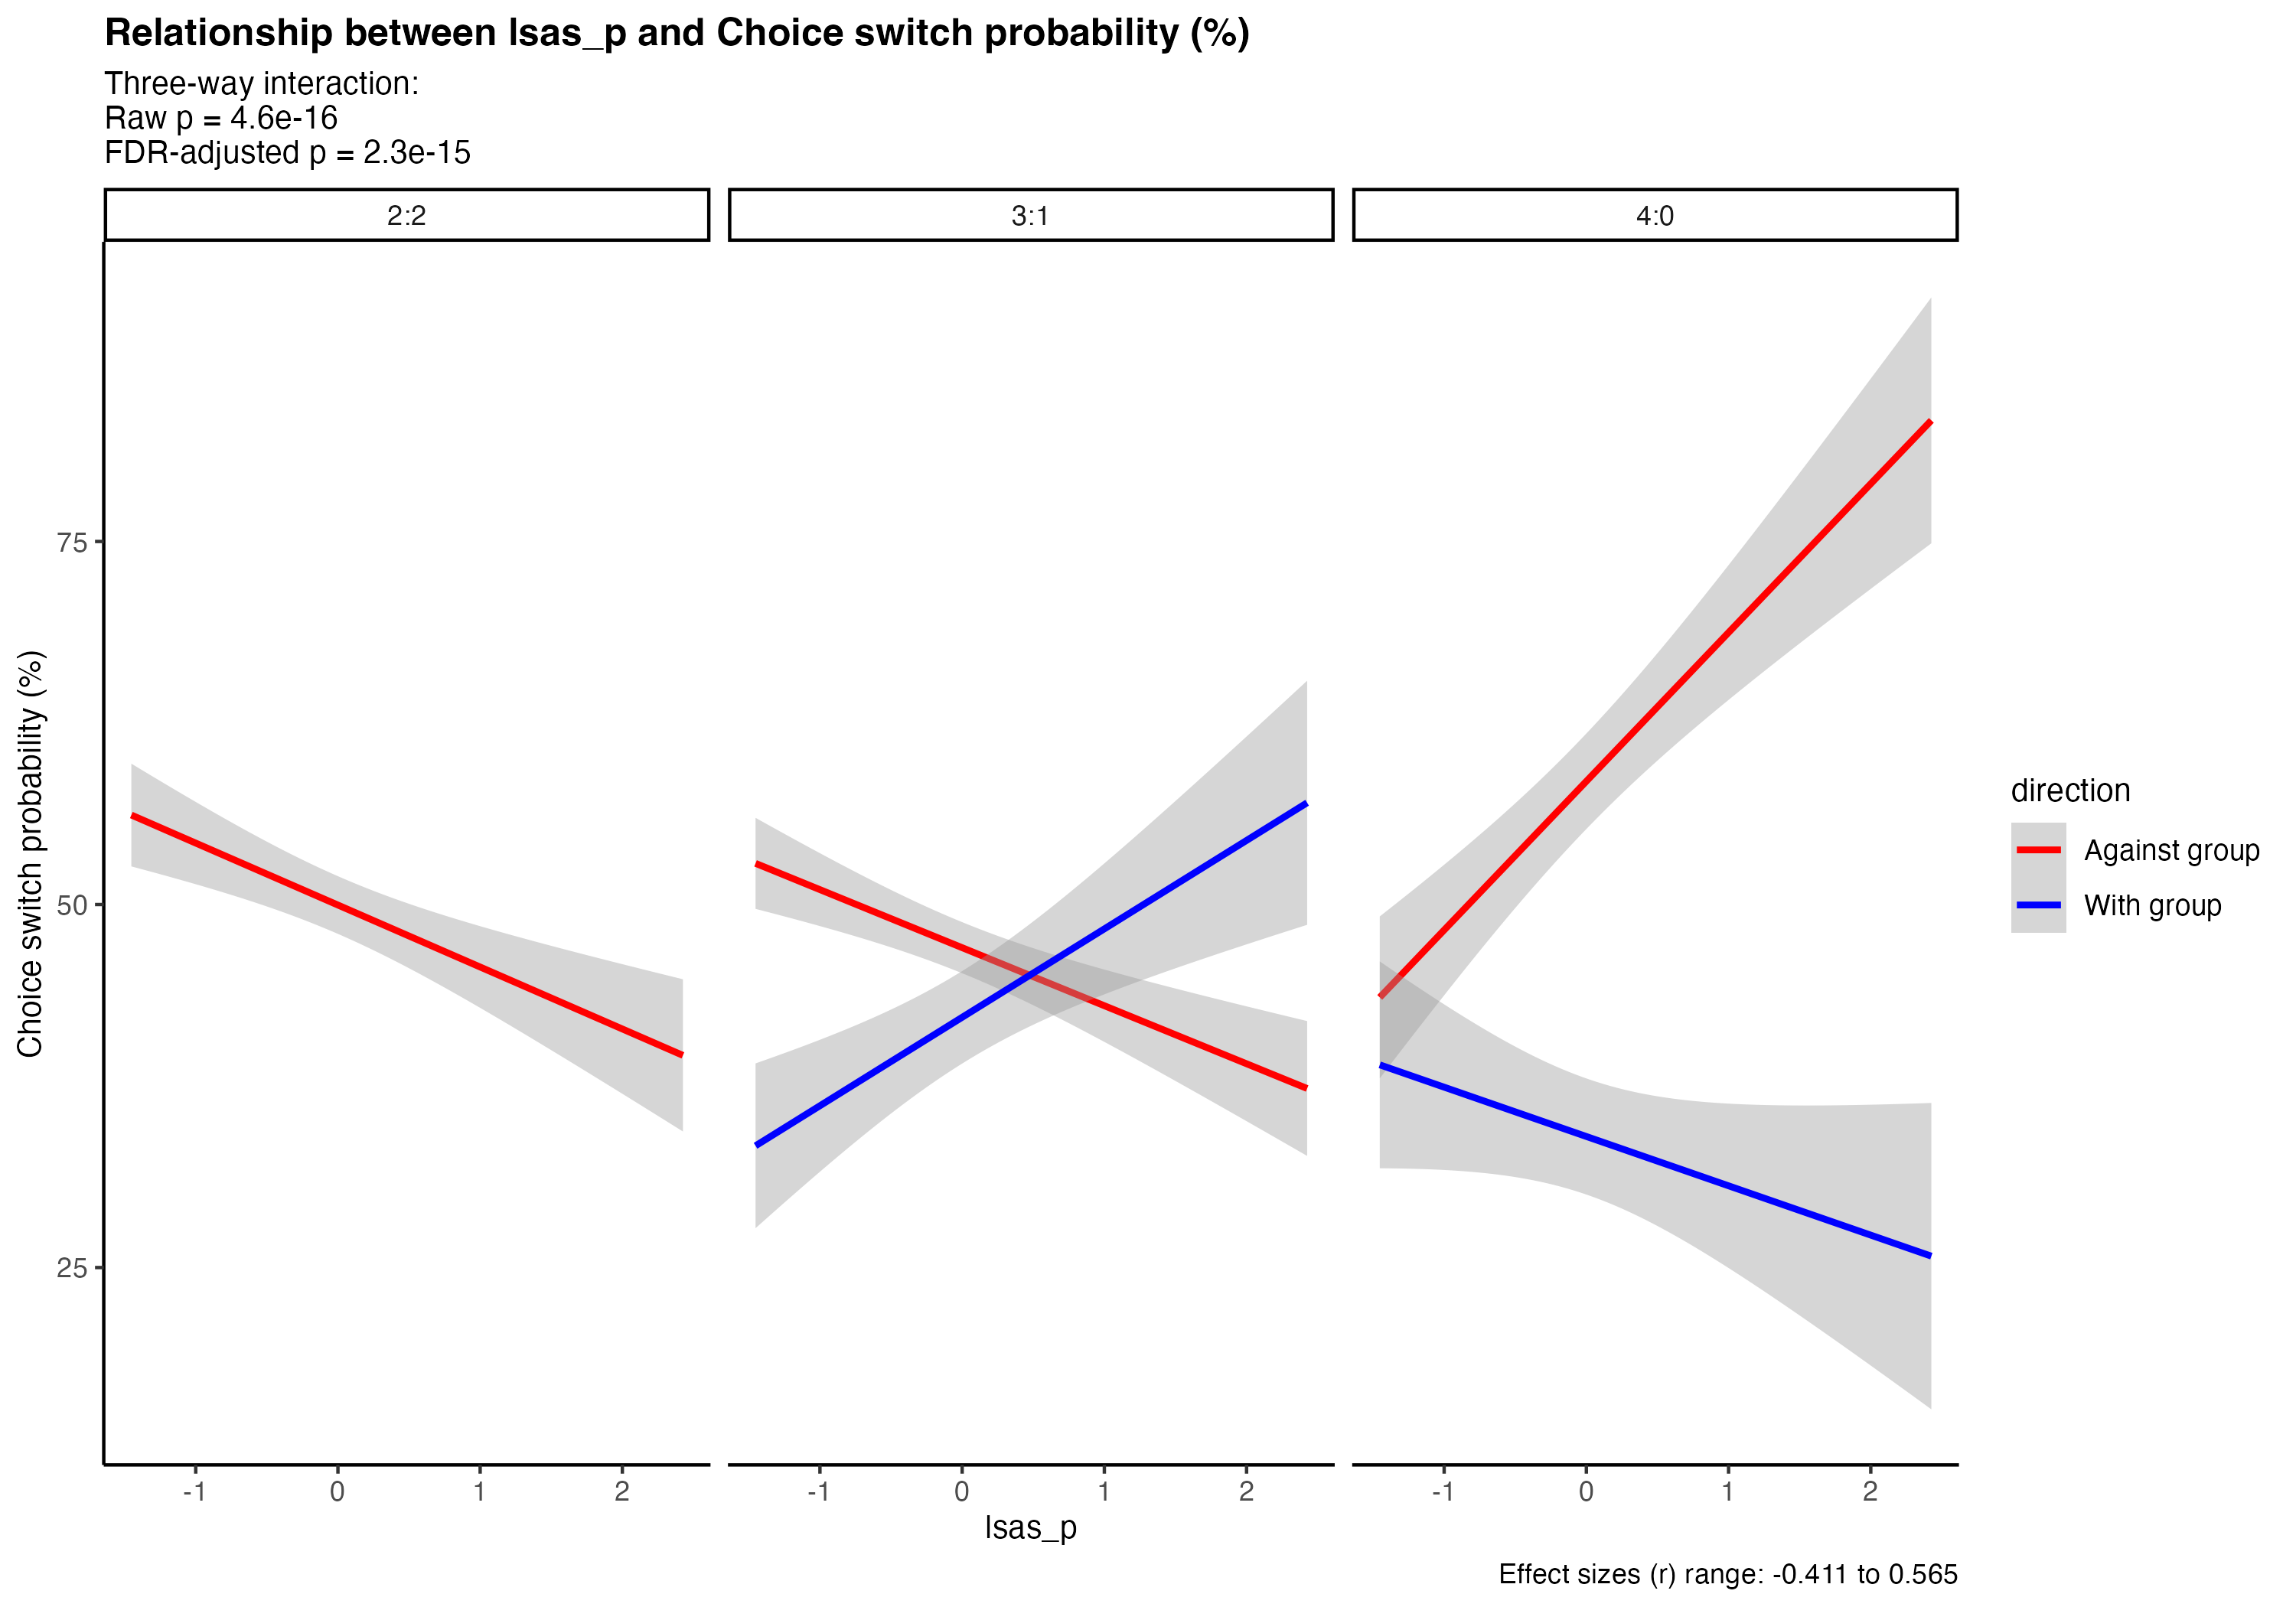 Relationship between lsas_p and Choice switch probability (%)
Three-way interaction:
Raw p = 4.6e-16
FDR-adjusted p = 2.3e-15
2:2 3:1 4:0
Choice switch probability (%)
75
50
25
-1 0 1 2 -1 0 1 2 -1 0 1 2
lsas_p
direction
Against group
With group
Effect sizes (r) range: -0.411 to 0.565